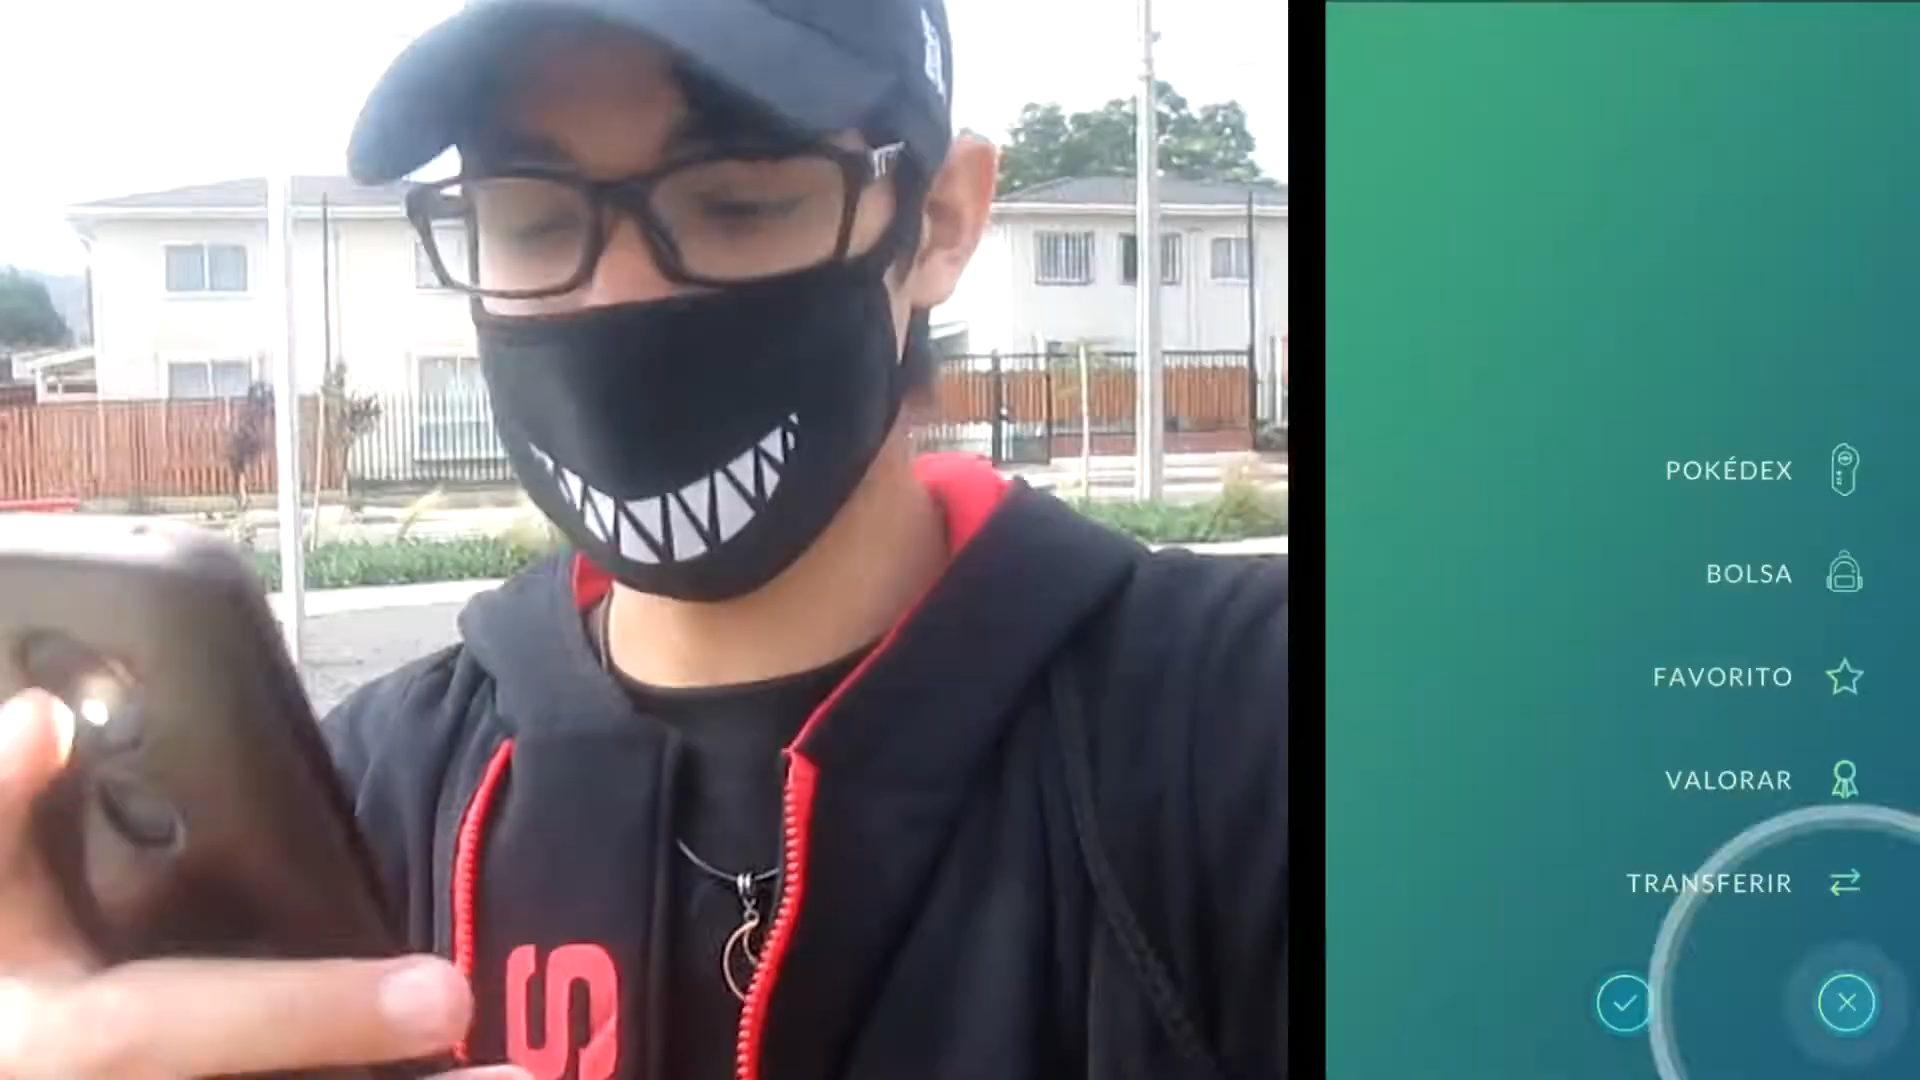 S
POKÉDEX
BOLSA
FAVORITO
VALORAR
TRANSFERIR